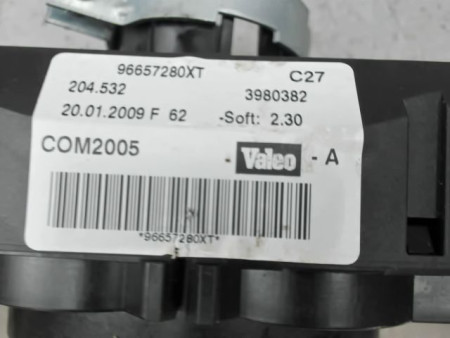 96657280XT C27
204.532 3980382
20.01.2009 F 62 -Soft: 2.30
COM2005 - Valeo - A
*96657280XT*